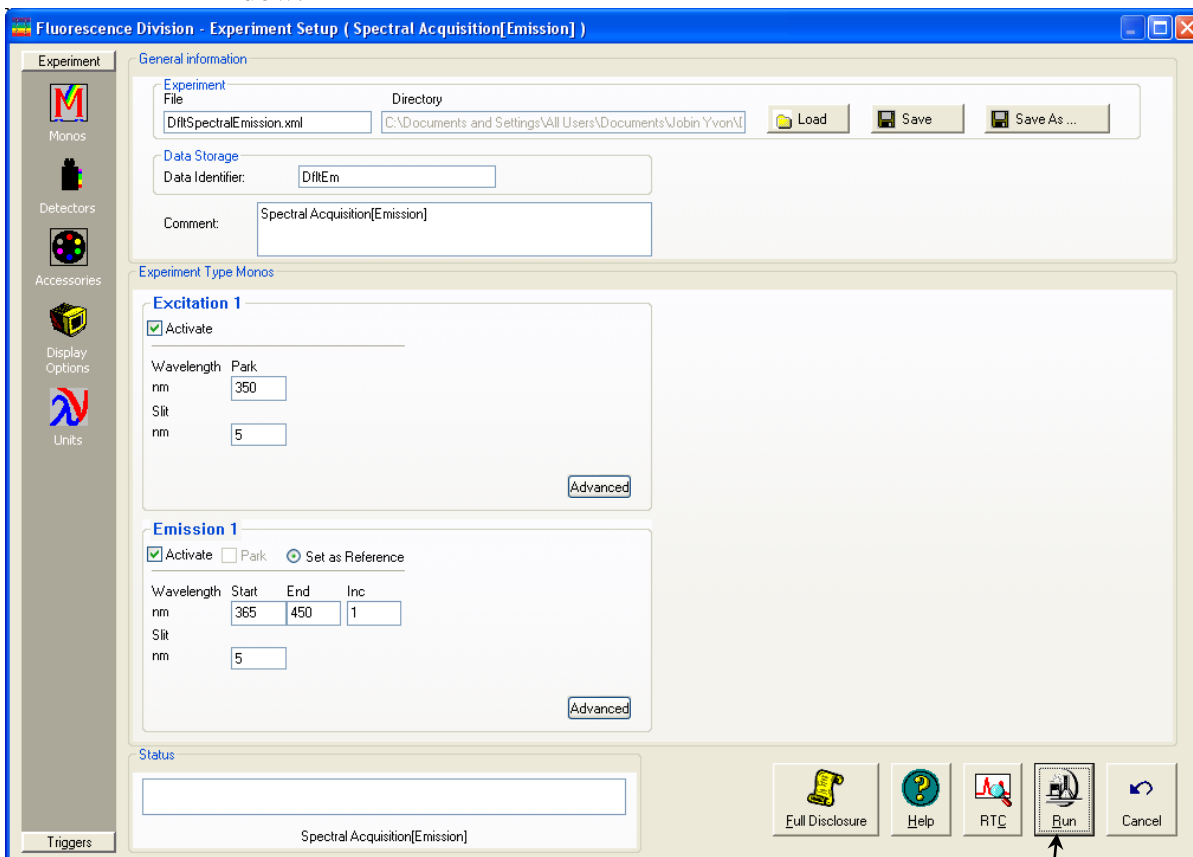 Fluorescence Division - Experiment Setup ( Spectral Acquisition[Emission] )
Experiment
Monos
Detectors
Accessories
Display
Options
Units
Triggers
General information
Experiment
File Directory
DfltSpectralEmission.xml C:\Documents and Settings\All Users\Documents\Jobin Yvon\ Load Save Save As ...
Data Storage
Data Identifier: DfltEm
Comment: Spectral Acquisition[Emission]
Experiment Type Monos
Excitation 1
Activate
Wavelength Park
nm 350
Slit
nm 5
Advanced
Emission 1
Activate Park Set as Reference
Wavelength Start End Inc
nm 365 450 1
Slit
nm 5
Advanced
Status
Spectral Acquisition[Emission]
Full Disclosure Help RTC Run Cancel